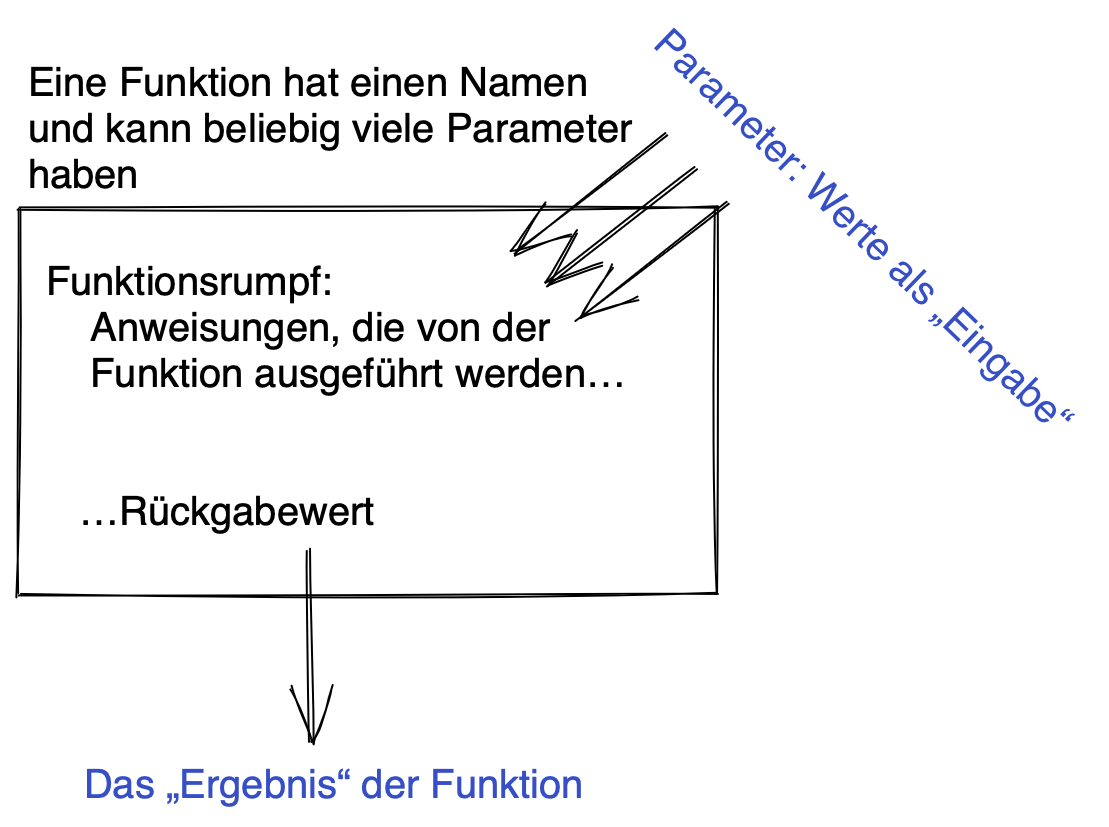 Eine Funktion hat einen Namen
und kann beliebig viele Parameter
haben
Parameter: Werte als „Eingabe“
Funktionsrumpf:
Anweisungen, die von der
Funktion ausgeführt werden…
…Rückgabewert
Das „Ergebnis“ der Funktion